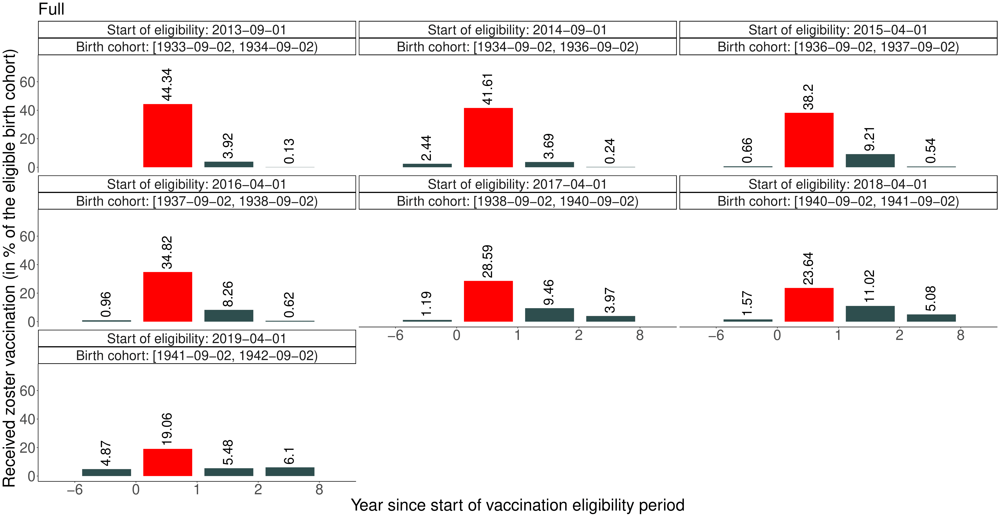 Full
Start of eligibility: 2013−09−01
Birth cohort: [1933−09−02, 1934−09−02)
Start of eligibility: 2014−09−01
Birth cohort: [1934−09−02, 1936−09−02)
Start of eligibility: 2015−04−01
Birth cohort: [1936−09−02, 1937−09−02)
60
40
20
0
44.34
3.92
0.13
2.44
41.61
3.69
0.24
0.66
38.2
9.21
0.54
Start of eligibility: 2016−04−01
Birth cohort: [1937−09−02, 1938−09−02)
Start of eligibility: 2017−04−01
Birth cohort: [1938−09−02, 1940−09−02)
Start of eligibility: 2018−04−01
Birth cohort: [1940−09−02, 1941−09−02)
60
40
20
0
0.96
34.82
8.26
0.62
1.19
28.59
9.46
3.97
1.57
23.64
11.02
5.08
−6 0 1 2 8
−6 0 1 2 8
Start of eligibility: 2019−04−01
Birth cohort: [1941−09−02, 1942−09−02)
60
40
20
0
4.87
19.06
5.48
6.1
−6 0 1 2 8
Received zoster vaccination (in % of the eligible birth cohort)
Year since start of vaccination eligibility period